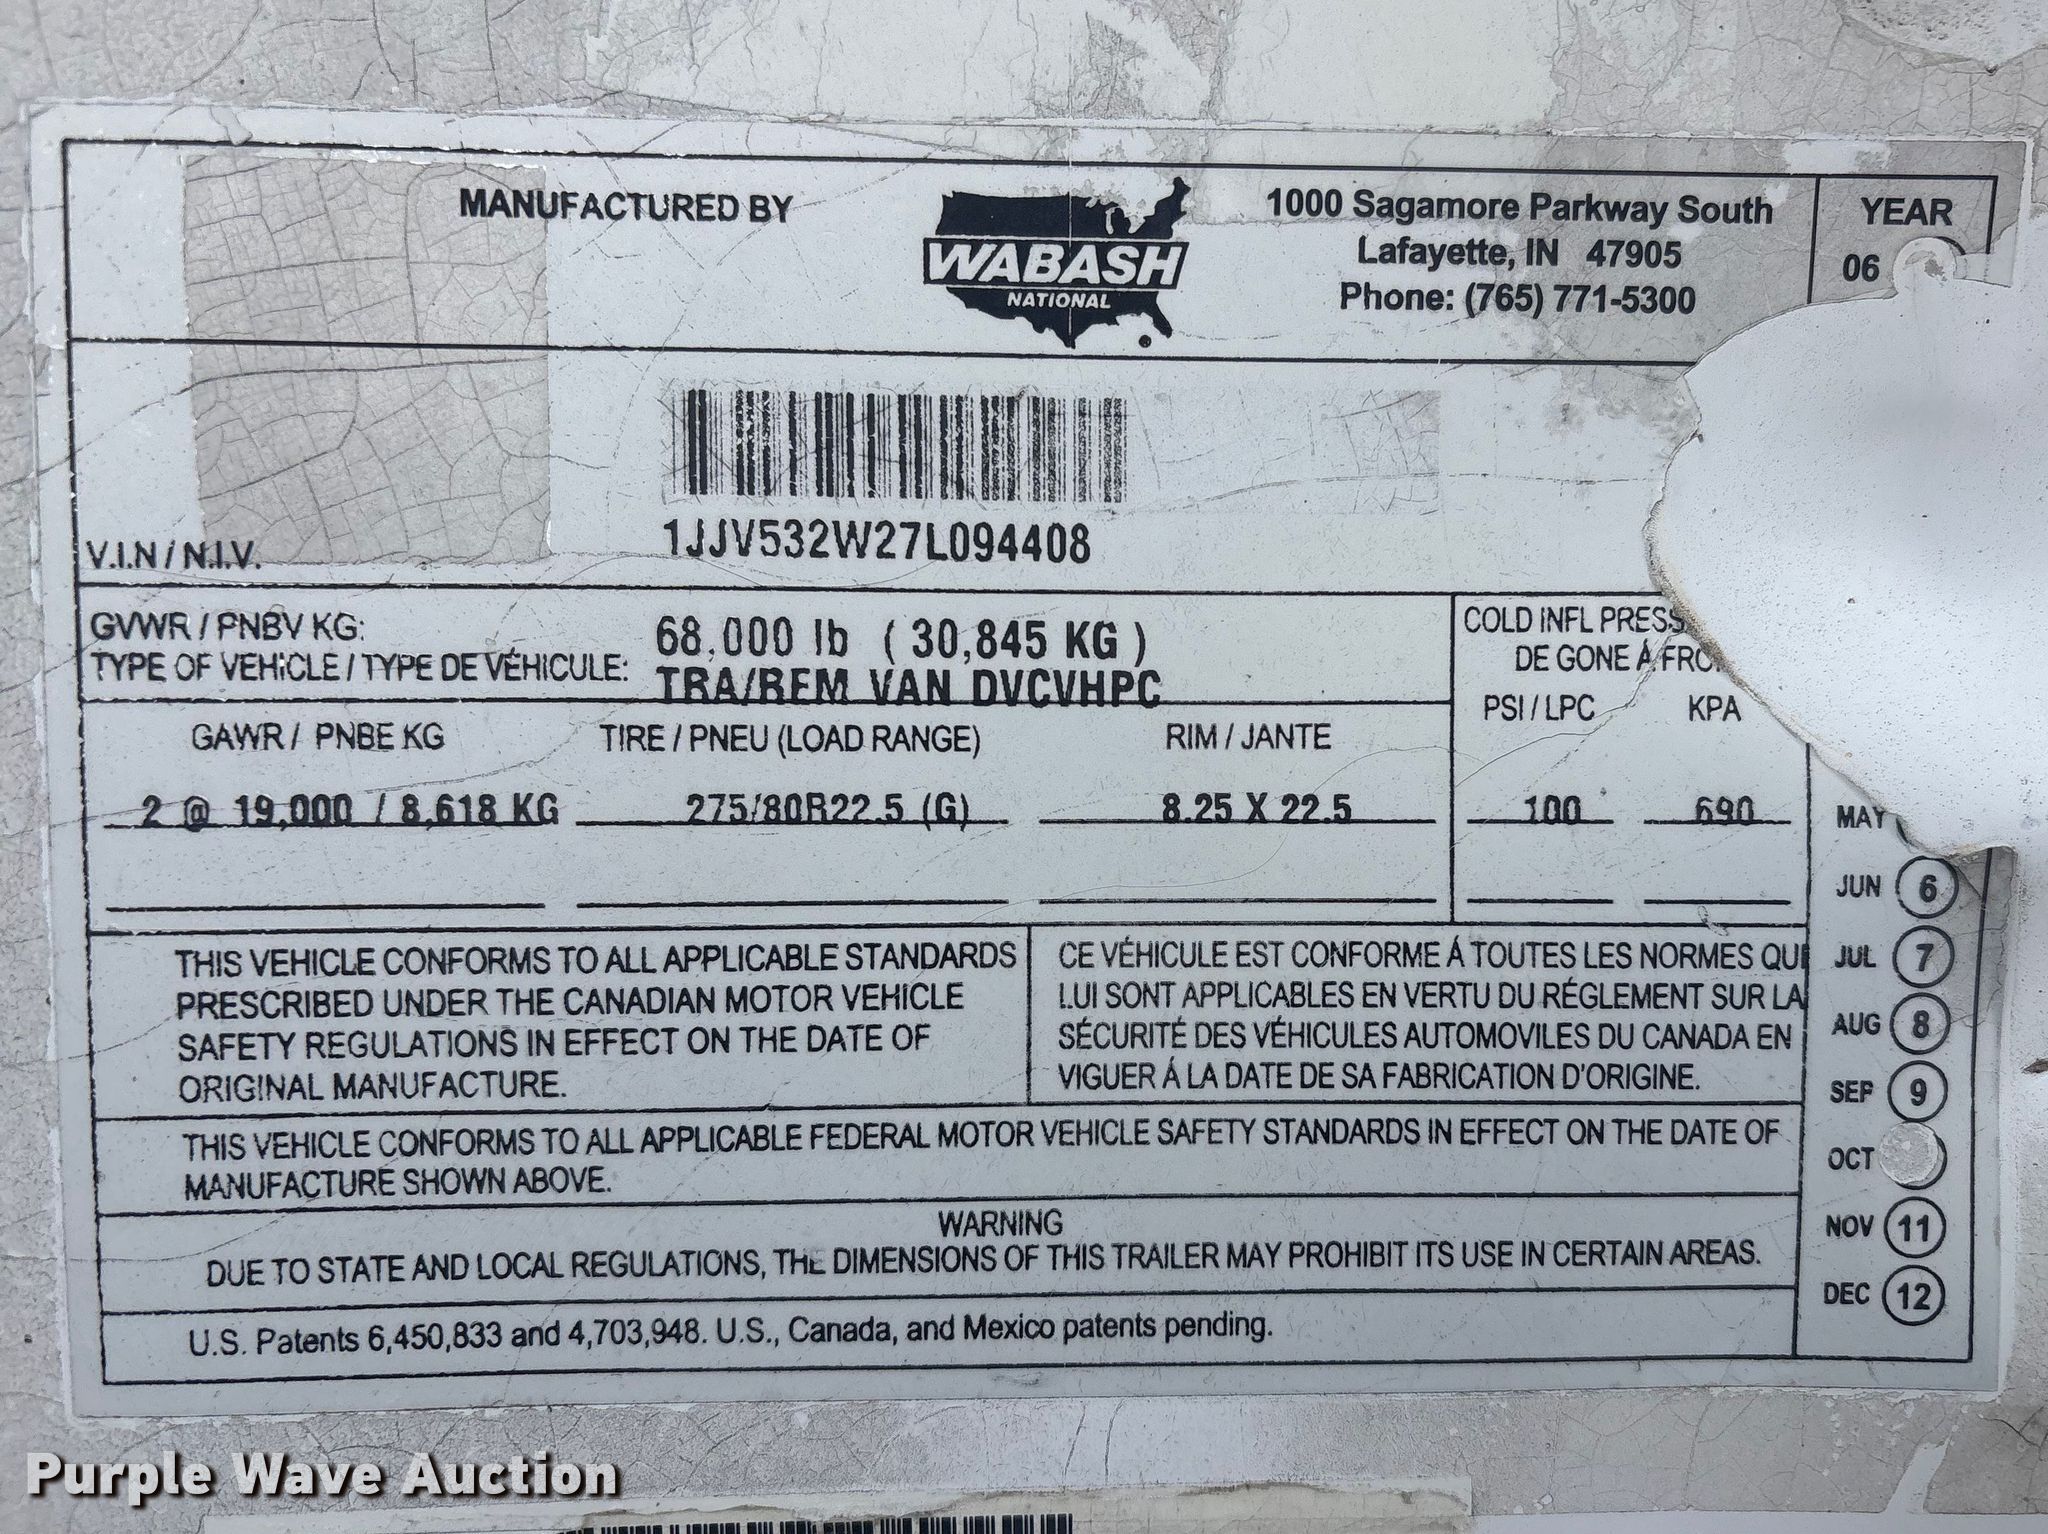 MANUFACTURED BY
WABASH
NATIONAL
®
1000 Sagamore Parkway South
Lafayette, IN 47905
Phone: (765) 771-5300
YEAR
06
1JJV532W27L094408
V.I.N / N.I.V.
GVWR / PNBV KG: 68,000 lb ( 30,845 KG )
TYPE OF VEHICLE / TYPE DE VÉHICULE: TRA/REM VAN DVCVHPC
COLD INFL PRESS
DE GONE À FRO
PSI / LPC KPA
GAWR / PNBE KG TIRE / PNEU (LOAD RANGE) RIM / JANTE
2 @ 19,000 / 8,618 KG 275/80R22.5 (G) 8.25 X 22.5 100 690
MAY
JUN 6
JUL 7
AUG 8
SEP 9
OCT
NOV 11
DEC 12
THIS VEHICLE CONFORMS TO ALL APPLICABLE STANDARDS
PRESCRIBED UNDER THE CANADIAN MOTOR VEHICLE
SAFETY REGULATIONS IN EFFECT ON THE DATE OF
ORIGINAL MANUFACTURE.
CE VÉHICULE EST CONFORME À TOUTES LES NORMES QUI
LUI SONT APPLICABLES EN VERTU DU RÉGLEMENT SUR LA
SÉCURITÉ DES VÉHICULES AUTOMOVILES DU CANADA EN
VIGUER À LA DATE DE SA FABRICATION D'ORIGINE.
THIS VEHICLE CONFORMS TO ALL APPLICABLE FEDERAL MOTOR VEHICLE SAFETY STANDARDS IN EFFECT ON THE DATE OF
MANUFACTURE SHOWN ABOVE.
WARNING
DUE TO STATE AND LOCAL REGULATIONS, THE DIMENSIONS OF THIS TRAILER MAY PROHIBIT ITS USE IN CERTAIN AREAS.
U.S. Patents 6,450,833 and 4,703,948. U.S., Canada, and Mexico patents pending.
Purple Wave Auction